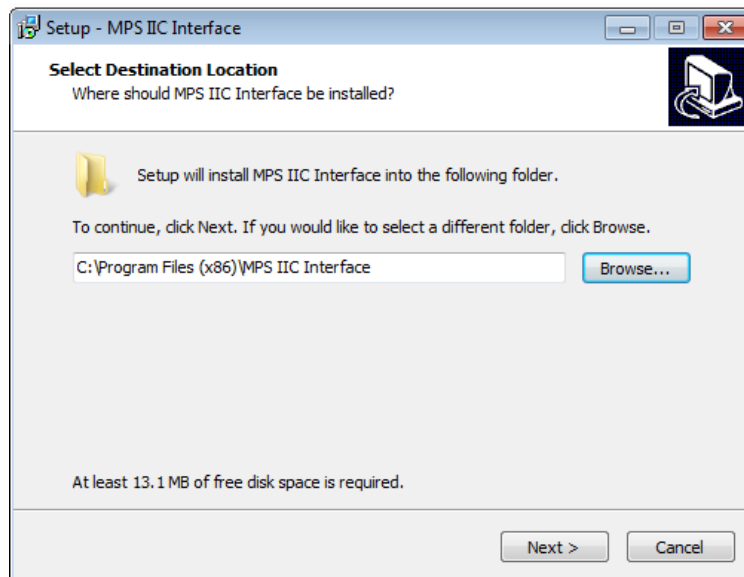 Setup - MPS IIC Interface
Select Destination Location
Where should MPS IIC Interface be installed?
Setup will install MPS IIC Interface into the following folder.
To continue, click Next. If you would like to select a different folder, click Browse.
C:\Program Files (x86)\MPS IIC Interface
Browse...
At least 13.1 MB of free disk space is required.
Next >
Cancel